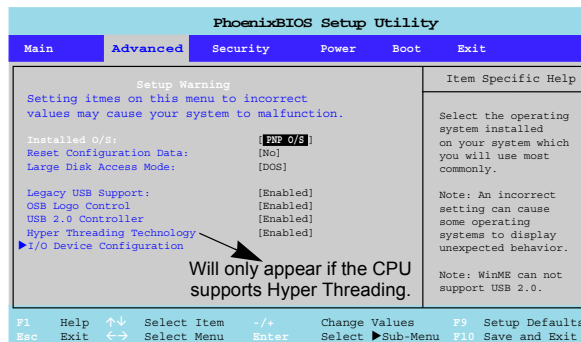 PhoenixBIOS Setup Utility
Main Advanced Security Power Boot Exit
Setup Warning
Setting itmes on this menu to incorrect
values may cause your system to malfunction.
Installed O/S: [PNP O/S]
Reset Configuration Data: [No]
Large Disk Access Mode: [DOS]
Legacy USB Support: [Enabled]
OSB Logo Control [Enabled]
USB 2.0 Controller [Enabled]
Hyper Threading Technology [Enabled]
▶I/O Device Configuration
Will only appear if the CPU
supports Hyper Threading.
Item Specific Help
Select the operating
system installed
on your system which
you will use most
commonly.
Note: An incorrect
setting can cause
some operating
systems to display
unexpected behavior.
Note: WinME can not
support USB 2.0.
F1 Help ↑↓ Select Item -/+ Change Values F9 Setup Defaults
Esc Exit ←→ Select Menu Enter Select ▶Sub-Menu F10 Save and Exit